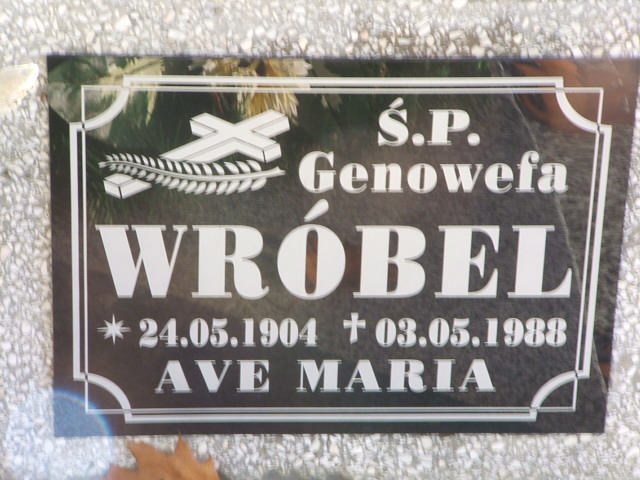 Ś.P.
Genowefa
WRÓBEL
* 24.05.1904 † 03.05.1988
AVE MARIA